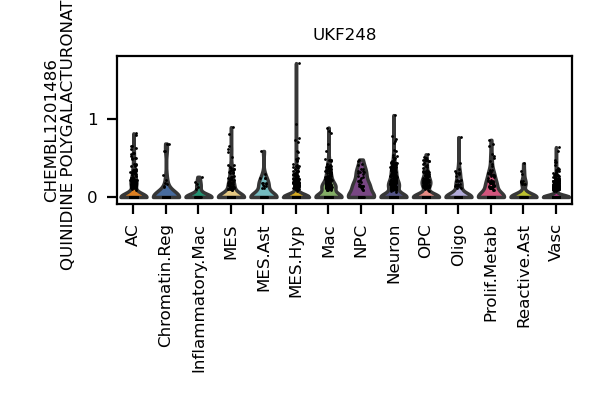 UKF248
CHEMBL1201486
QUINIDINE POLYGALACTURONAT
1
0
AC
Chromatin.Reg
Inflammatory.Mac
MES
MES.Ast
MES.Hyp
Mac
NPC
Neuron
OPC
Oligo
Prolif.Metab
Reactive.Ast
Vasc